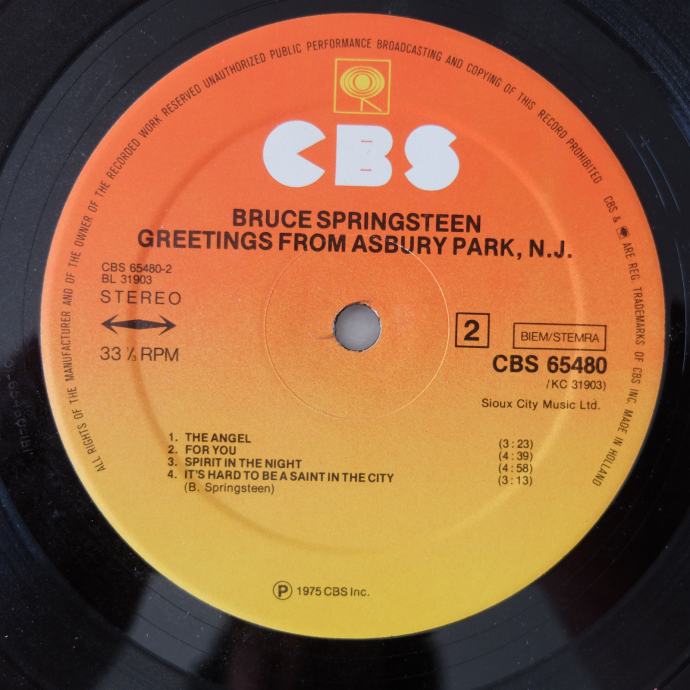 ALL RIGHTS OF THE MANUFACTURER AND OF THE OWNER OF THE RECORDED WORK RESERVED UNAUTHORIZED PUBLIC PERFORMANCE BROADCASTING AND COPYING OF THIS RECORD PROHIBITED CBS & ARE REG. TRADEMARKS OF CBS INC. MADE IN HOLLAND
CBS
BRUCE SPRINGSTEEN
GREETINGS FROM ASBURY PARK, N.J.
CBS 65480-2
BL 31903
STEREO
33 ⅓ RPM
2
BIEM/STEMRA
CBS 65480
/KC 31903)
Sioux City Music Ltd.
1. THE ANGEL (3:23)
2. FOR YOU (4:39)
3. SPIRIT IN THE NIGHT (4:58)
4. IT'S HARD TO BE A SAINT IN THE CITY (3:13)
(B. Springsteen)
Ⓟ 1975 CBS Inc.